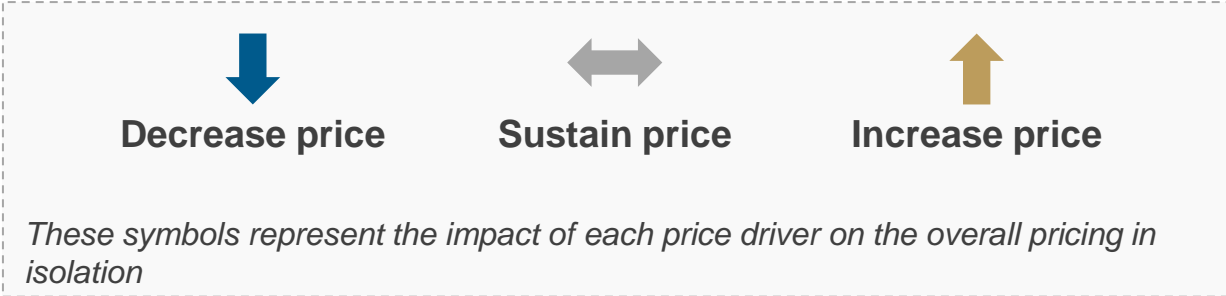 Decrease price
Sustain price
Increase price
These symbols represent the impact of each price driver on the overall pricing in
isolation